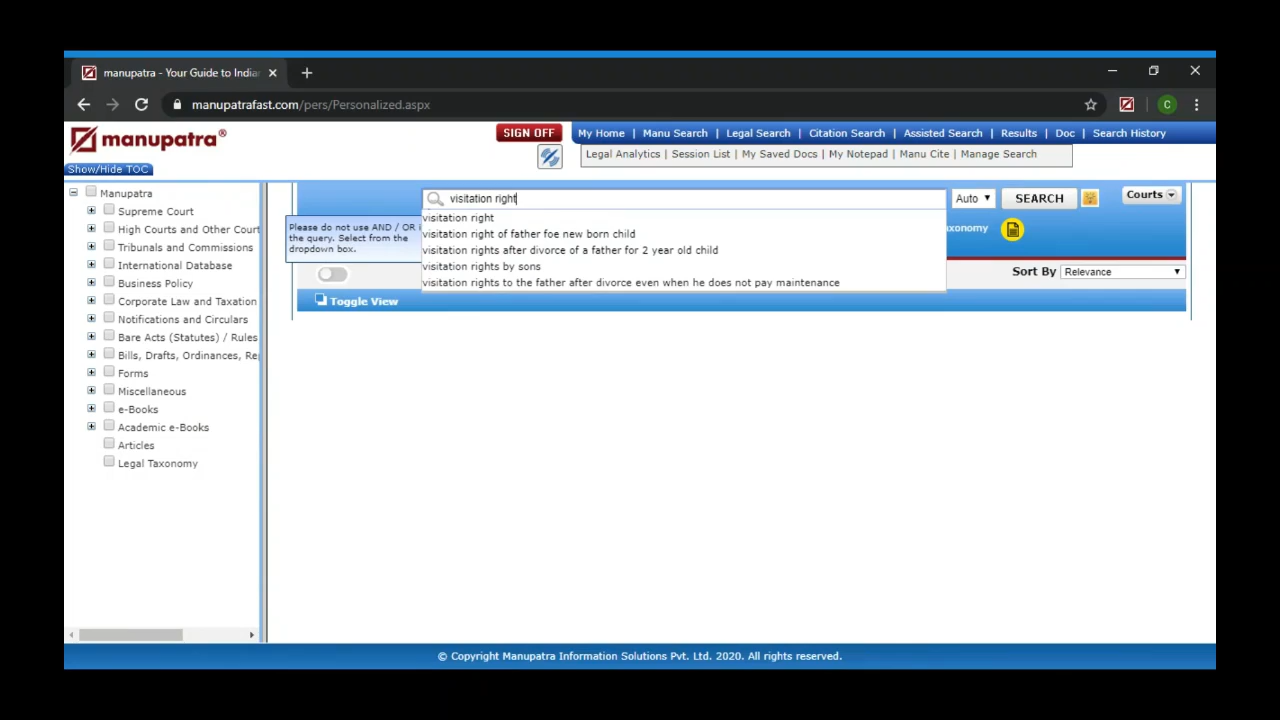 manupatra - Your Guide to India
manupatrafast.com/pers/Personalized.aspx
C
manupatra®
SIGN OFF
My Home | Manu Search | Legal Search | Citation Search | Assisted Search | Results | Doc | Search History
Legal Analytics | Session List | My Saved Docs | My Notepad | Manu Cite | Manage Search
Show/Hide TOC
Manupatra
Supreme Court
High Courts and Other Court
Tribunals and Commissions
International Database
Business Policy
Corporate Law and Taxation
Notifications and Circulars
Bare Acts (Statutes) / Rules
Bills, Drafts, Ordinances, Re
Forms
Miscellaneous
e-Books
Academic e-Books
Articles
Legal Taxonomy
visitation right
Auto
SEARCH
Courts
visitation right
visitation right of father foe new born child
visitation rights after divorce of a father for 2 year old child
visitation rights by sons
visitation rights to the father after divorce even when he does not pay maintenance
Please do not use AND / OR i
the query. Select from the
dropdown box.
xonomy
Sort By
Relevance
Toggle View
© Copyright Manupatra Information Solutions Pvt. Ltd. 2020. All rights reserved.